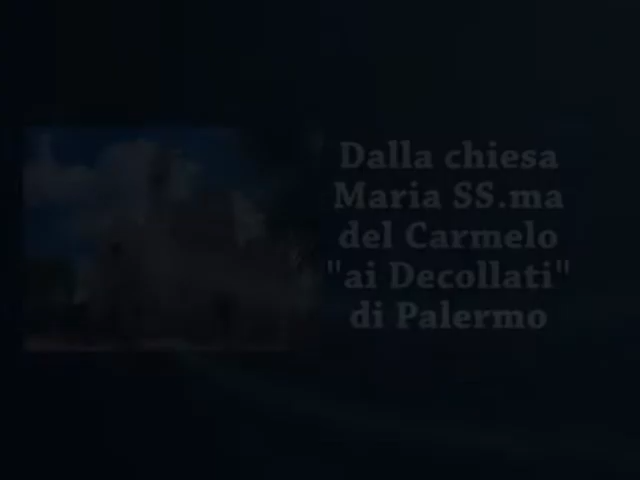 Dalla chiesa
Maria SS.ma
del Carmelo
"ai Decollati"
di Palermo